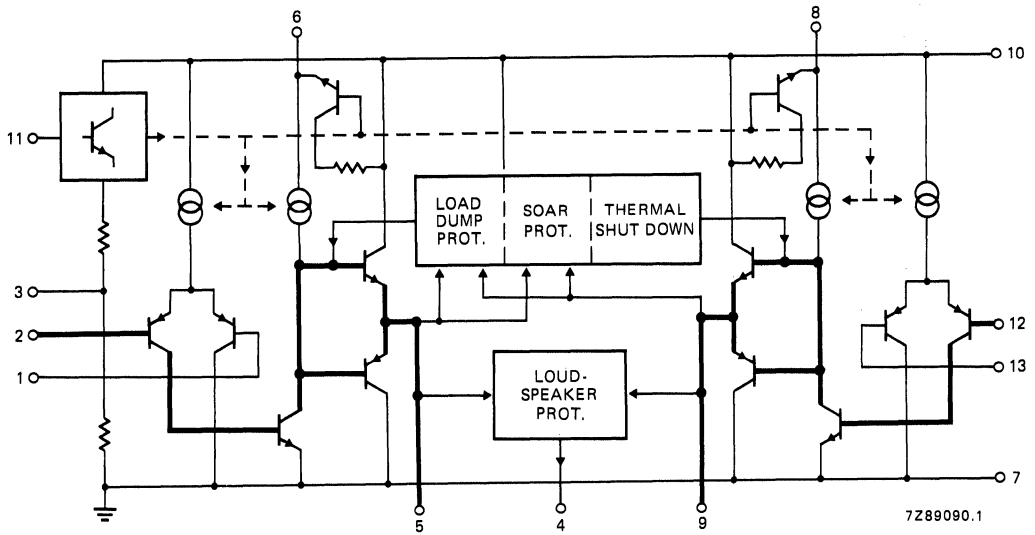 6
8
10
11
LOAD
DUMP
PROT.
SOAR
PROT.
THERMAL
SHUT DOWN
3
2
12
1
13
LOUD-
SPEAKER
PROT.
7
5
4
9
7Z89090.1